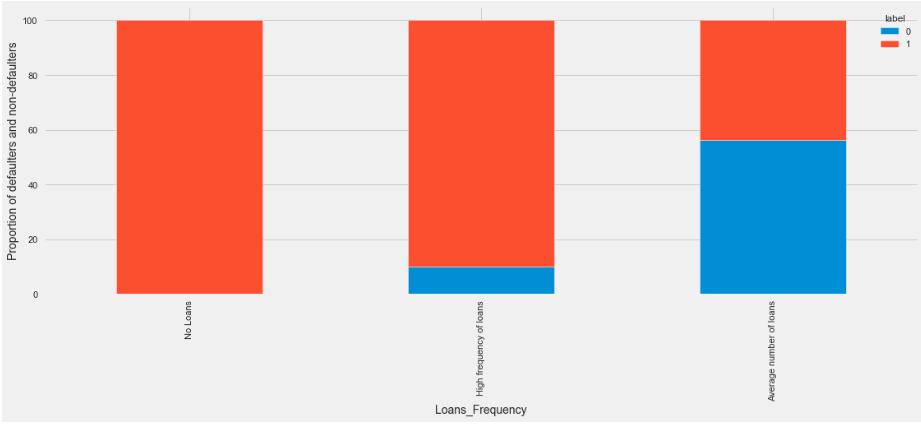 label
0
1
Proportion of defaulters and non-defaulters
100
80
60
40
20
0
No Loans
High frequency of loans
Average number of loans
Loans_Frequency